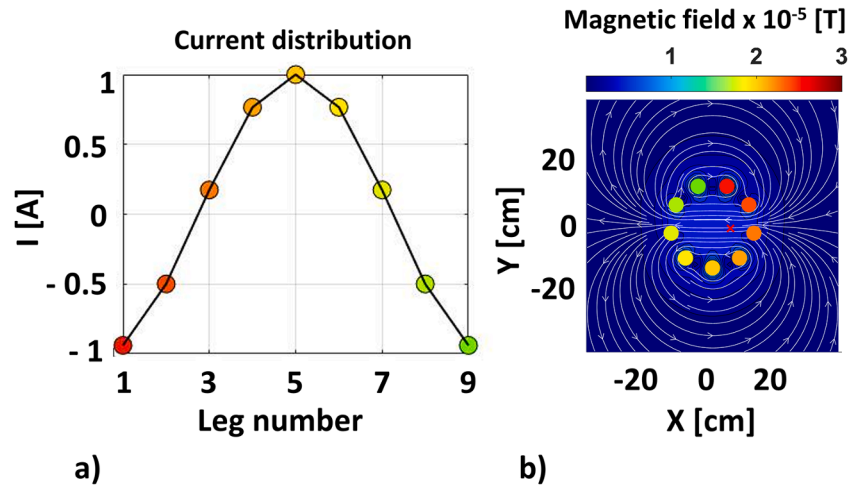 Current distribution
I [A]
1
0.5
0
- 0.5
- 1
1 3 5 7 9
Leg number
a)
Magnetic field x 10⁻⁵ [T]
1 2 3
Y [cm]
20
0
-20
-20 0 20
X [cm]
b)